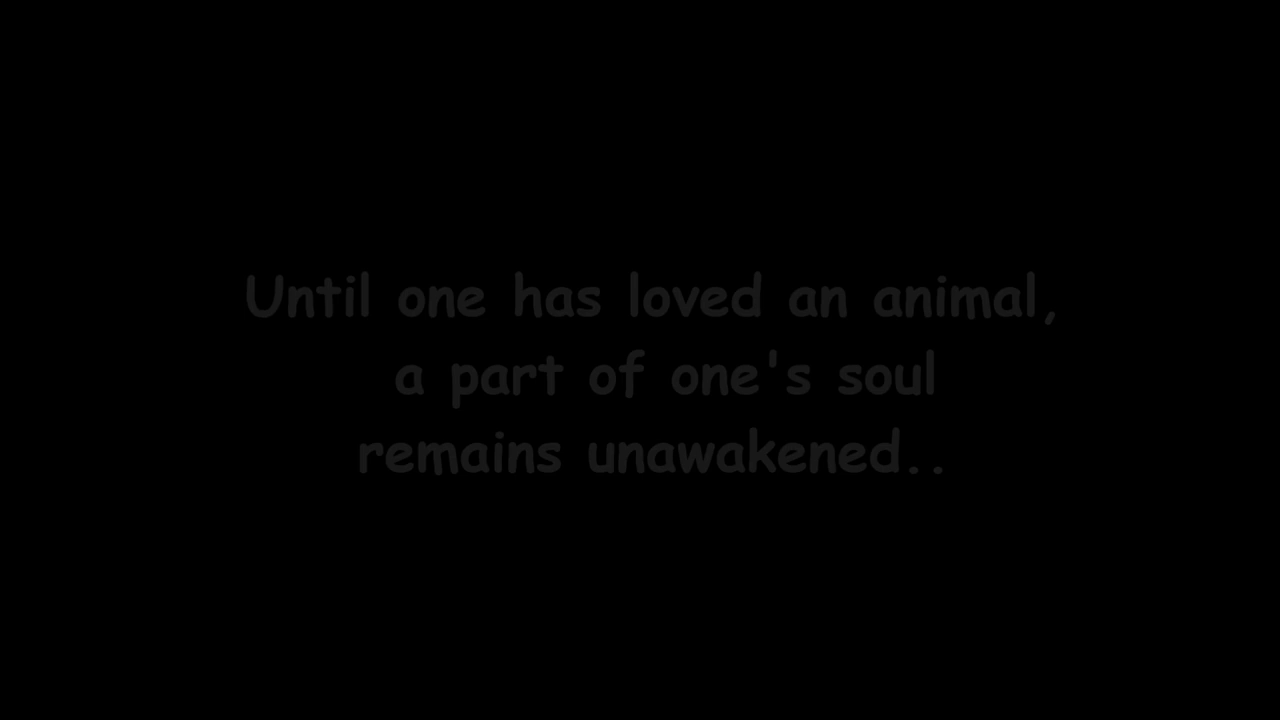 Until one has loved an animal,
a part of one's soul
remains unawakened..